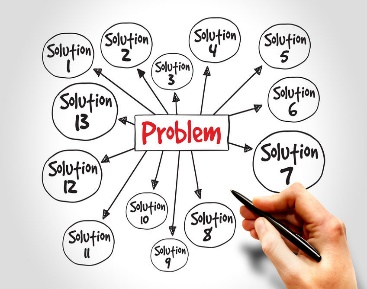 Solution
1
Solution
2
Solution
3
Solution
4
Solution
5
Solution
6
Solution
7
Solution
8
Solution
9
Solution
10
Solution
11
Solution
12
Solution
13
Problem